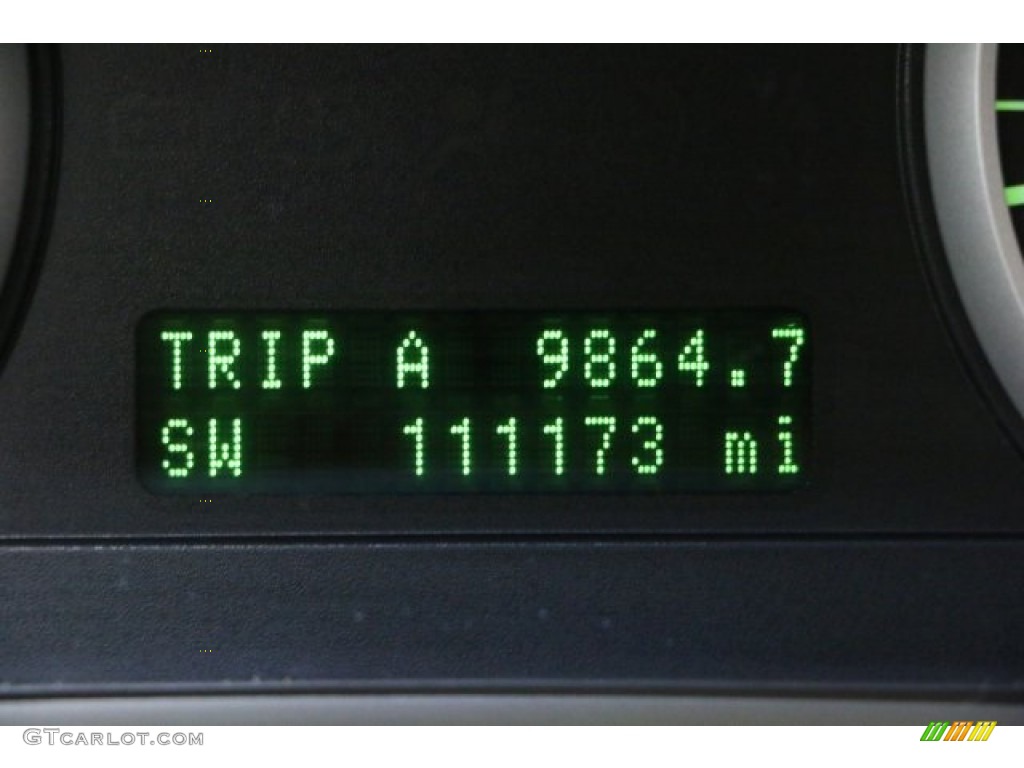 TRIP A 9864.7
SW 111173 mi
GTCARLOT.COM